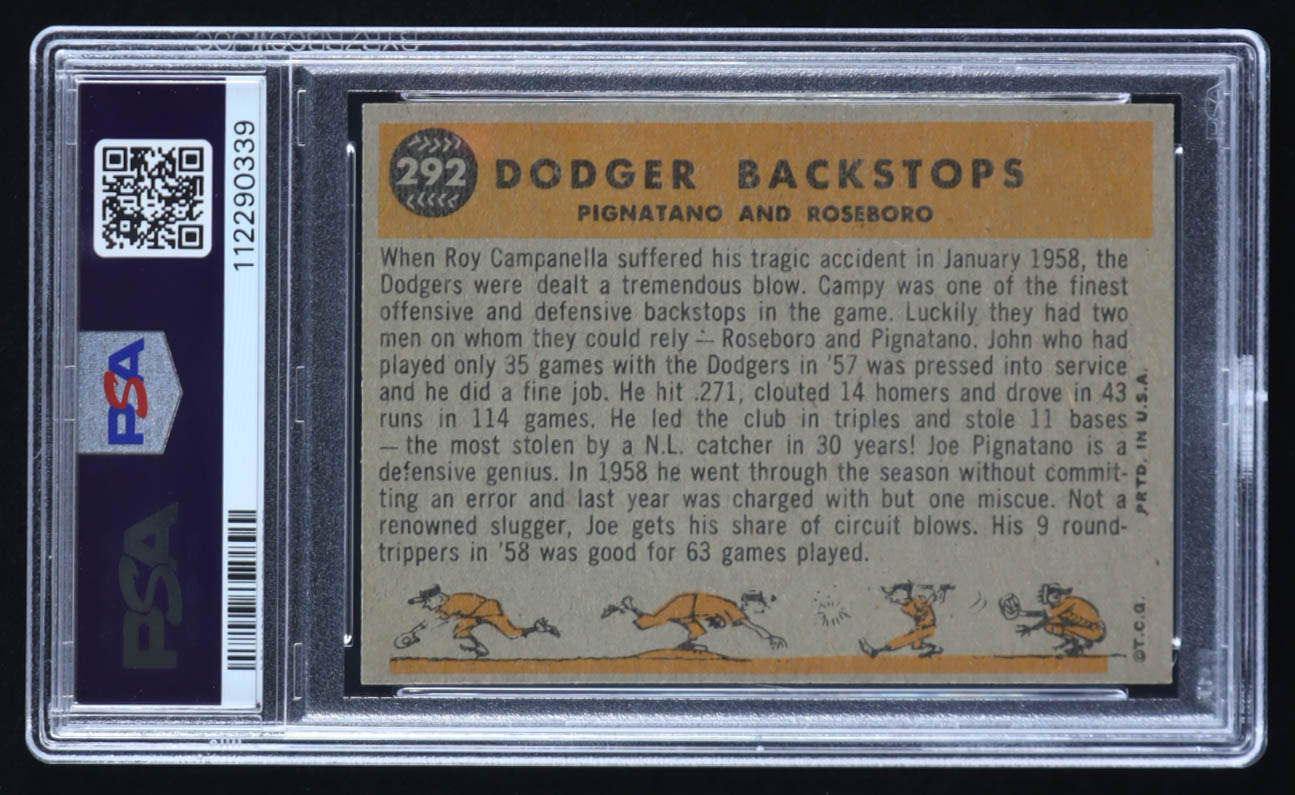 292
DODGER BACKSTOPS
PIGNATANO AND ROSEBORO
When Roy Campanella suffered his tragic accident in January 1958, the
Dodgers were dealt a tremendous blow. Campy was one of the finest
offensive and defensive backstops in the game. Luckily they had two
men on whom they could rely — Roseboro and Pignatano. John who had
played only 35 games with the Dodgers in '57 was pressed into service
and he did a fine job. He hit .271, clouted 14 homers and drove in 43
runs in 114 games. He led the club in triples and stole 11 bases
— the most stolen by a N.L. catcher in 30 years! Joe Pignatano is a
defensive genius. In 1958 he went through the season without commit-
ting an error and last year was charged with but one miscue. Not a
renowned slugger, Joe gets his share of circuit blows. His 9 round-
trippers in '58 was good for 63 games played.
©T.C.G. PRTD. IN U.S.A.
112290339
PSA
PSA
PSA